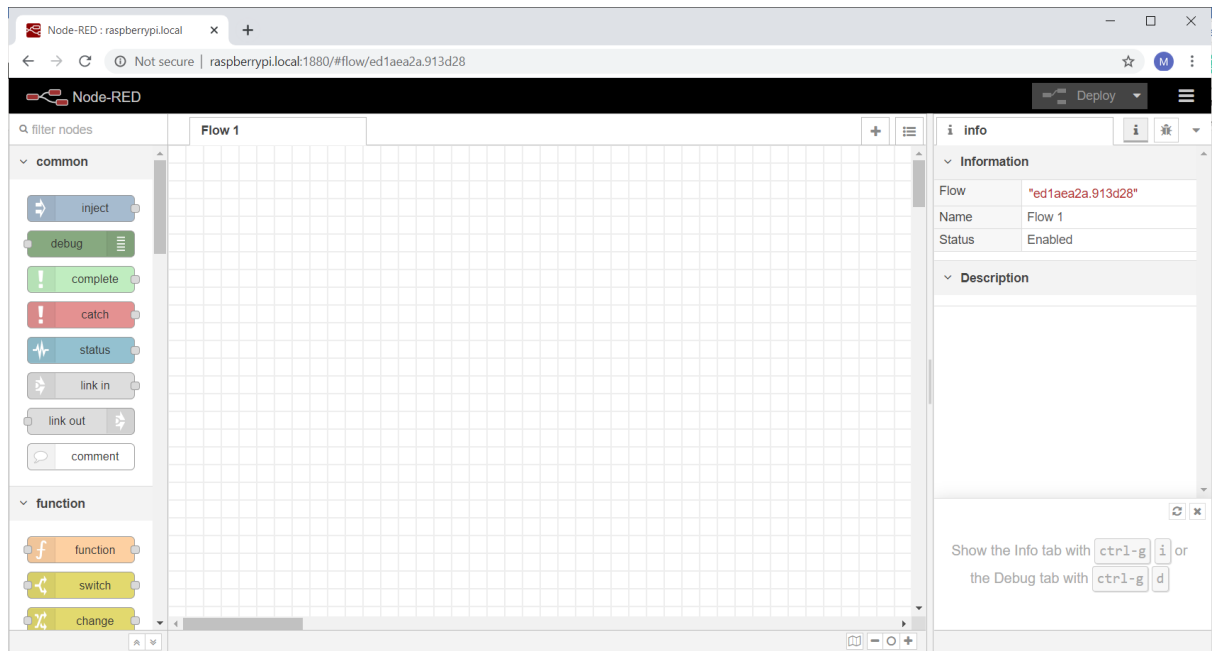 Node-RED : raspberrypi.local
Not secure | raspberrypi.local:1880/#flow/ed1aea2a.913d28
M
Node-RED
Deploy
filter nodes
Flow 1
i info
i
common
inject
debug
complete
catch
status
link in
link out
comment
function
function
switch
change
Information
Flow "ed1aea2a.913d28"
Name Flow 1
Status Enabled
Description
Show the Info tab with ctrl-g i or
the Debug tab with ctrl-g d